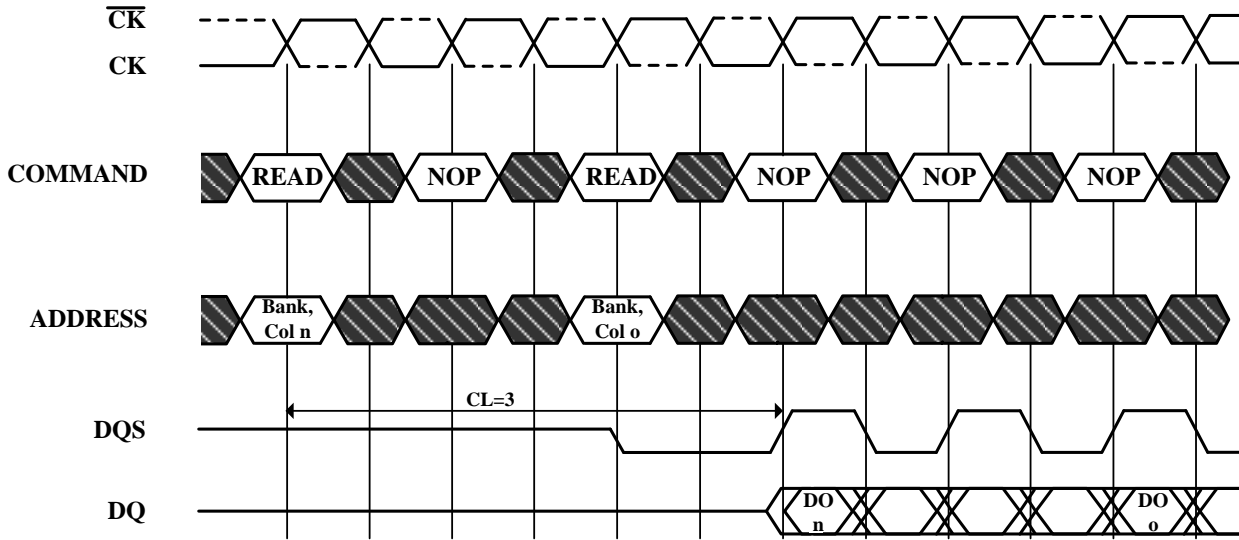 CK
CK
COMMAND
READ
NOP
READ
NOP
NOP
NOP
ADDRESS
Bank,
Col n
Bank,
Col o
CL=3
DQS
DQ
DO
n
DO
o